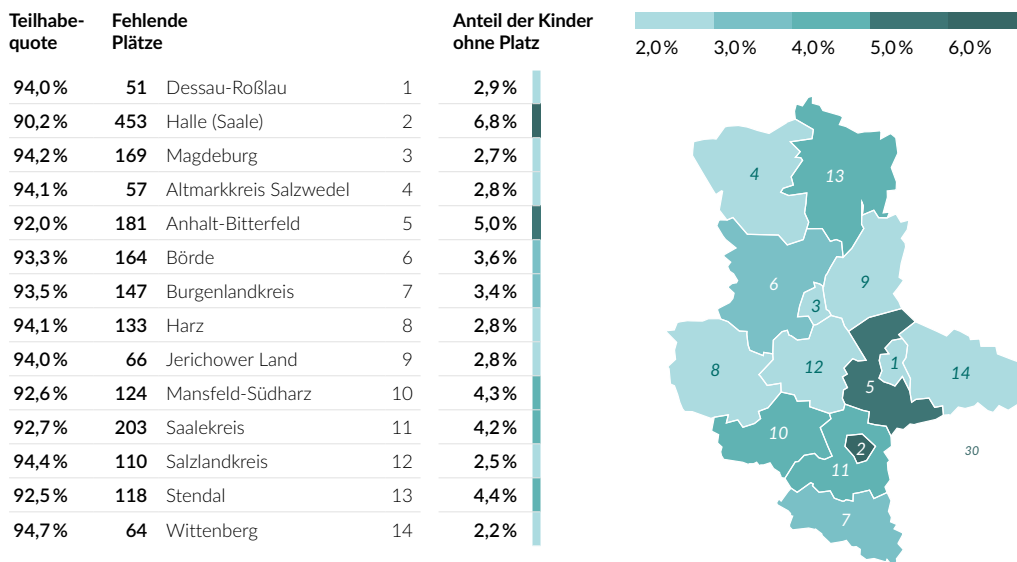 Teilhabe-
quote
Fehlende
Plätze
Anteil der Kinder
ohne Platz
94,0 % 51 Dessau-Roßlau 1 2,9 %
90,2 % 453 Halle (Saale) 2 6,8 %
94,2 % 169 Magdeburg 3 2,7 %
94,1 % 57 Altmarkkreis Salzwedel 4 2,8 %
92,0 % 181 Anhalt-Bitterfeld 5 5,0 %
93,3 % 164 Börde 6 3,6 %
93,5 % 147 Burgenlandkreis 7 3,4 %
94,1 % 133 Harz 8 2,8 %
94,0 % 66 Jerichower Land 9 2,8 %
92,6 % 124 Mansfeld-Südharz 10 4,3 %
92,7 % 203 Saalekreis 11 4,2 %
94,4 % 110 Salzlandkreis 12 2,5 %
92,5 % 118 Stendal 13 4,4 %
94,7 % 64 Wittenberg 14 2,2 %
2,0 % 3,0 % 4,0 % 5,0 % 6,0 %
4
13
6
9
3
8
12
1
14
5
10
2
30
11
7